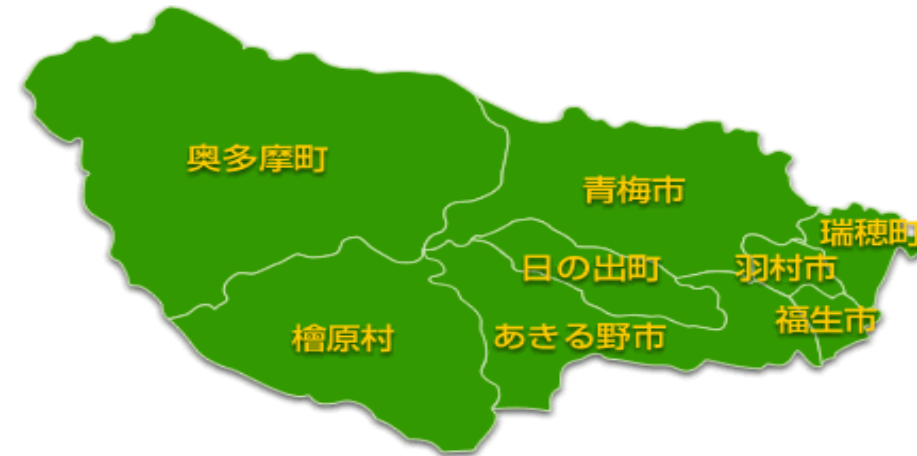 奥多摩町
青梅市
瑞穂町
日の出町
羽村市
福生市
檜原村
あきる野市